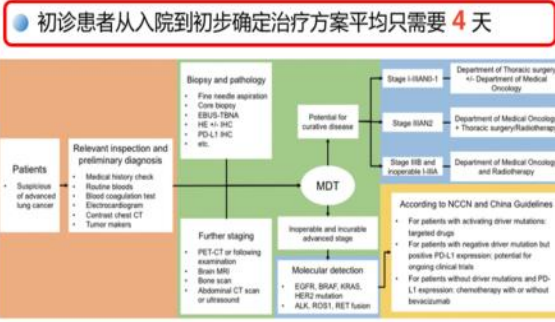 初诊患者从入院到初步确定治疗方案平均只需要 4 天
Patients
• Suspicious
of advanced
lung cancer
Relevant inspection and
preliminary diagnosis
• Medical history check
• Routine bloods
• Blood coagulation test
• Electrocardiogram
• Contrast chest CT
• Tumor makers
Biopsy and pathology
• Fine needle aspiration
• Core biopsy
• EBUS-TBNA
• HE +/- IHC
• PD-L1 IHC
• etc.
Further staging
• PET-CT or following
examination
• Brain MRI
• Bone scan
• Abdominal CT scan
or ultrasound
MDT
Potential for
curative disease
Stage I-IIIAN0-1
Department of Thoracic surgery
+/- Department of Medical
Oncology
Stage IIIAN2
Department of Medical Oncology
+ Thoracic surgery/Radiotherapy
Stage IIIB and
inoperable I-IIIA
Department of Medical Oncology
and Radiotherapy
Inoperable and incurable
advanced stage
Molecular detection
• EGFR, BRAF, KRAS,
HER2 mutation
• ALK, ROS1, RET fusion
According to NCCN and China Guidelines
• For patients with activating driver mutations:
targeted drugs
• For patients with negative driver mutation but
positive PD-L1 expression: potential for
ongoing clinical trials
• For patients without driver mutations and PD-
L1 expression: chemotherapy with or without
bevacizumab